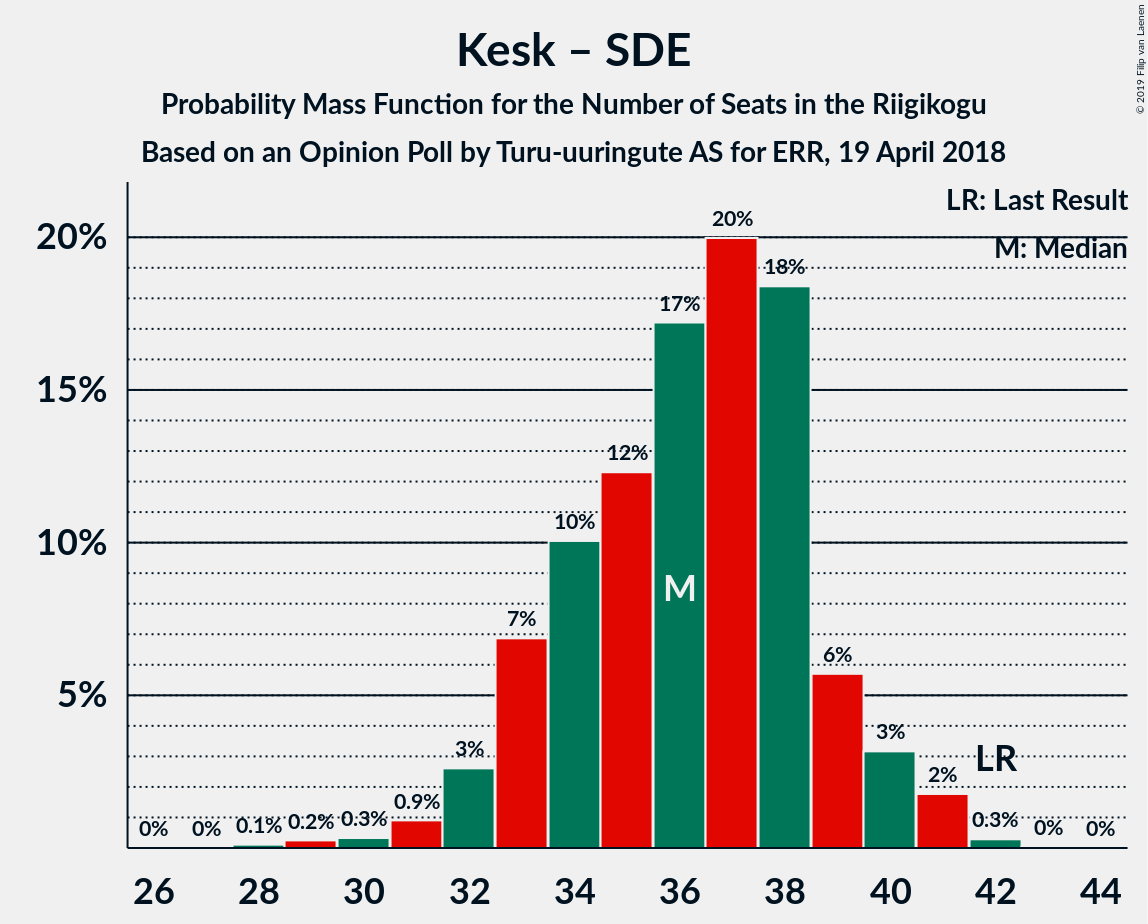 Kesk – SDE
Probability Mass Function for the Number of Seats in the Riigikogu
Based on an Opinion Poll by Turu-uuringute AS for ERR, 19 April 2018
© 2019 Filip van Laenen
LR: Last Result
M: Median
20%
15%
10%
5%
0%
0%
0.1%
0.2%
0.3%
0.9%
3%
7%
10%
12%
17%
20%
18%
6%
3%
2%
0.3%
0%
0%
M
LR
26 28 30 32 34 36 38 40 42 44